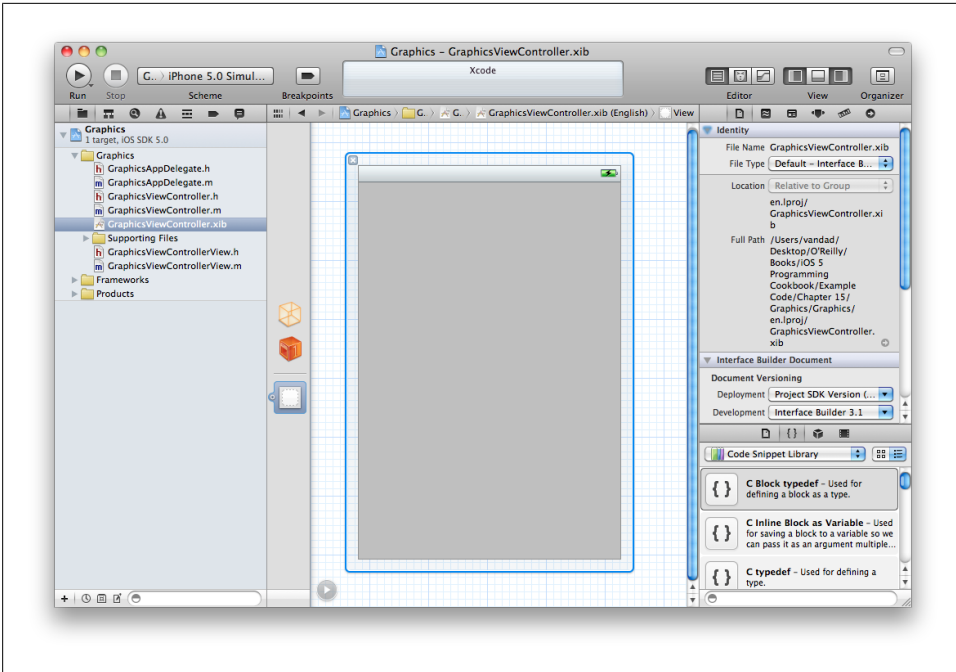 Graphics – GraphicsViewController.xib
G.. 〉 iPhone 5.0 Simul...
Xcode
Run
Stop
Scheme
Breakpoints
Editor
View
Organizer
Graphics 〉 G. 〉 G. 〉 GraphicsViewController.xib (English) 〉 View
Graphics
1 target, iOS SDK 5.0
Graphics
h GraphicsAppDelegate.h
m GraphicsAppDelegate.m
h GraphicsViewController.h
m GraphicsViewController.m
GraphicsViewController.xib
Supporting Files
h GraphicsViewControllerView.h
m GraphicsViewControllerView.m
Frameworks
Products
Identity
File Name GraphicsViewController.xib
File Type Default – Interface B...
Location Relative to Group
en.lproj/
GraphicsViewController.xi
b
Full Path /Users/vandad/
Desktop/O'Reilly/
Books/iOS 5
Programming
Cookbook/Example
Code/Chapter 15/
Graphics/Graphics/
en.lproj/
GraphicsViewController.
xib
Interface Builder Document
Document Versioning
Deployment Project SDK Version (...
Development Interface Builder 3.1
{}
Code Snippet Library
{ } C Block typedef – Used for
defining a block as a type.
{ } C Inline Block as Variable – Used
for saving a block to a variable so we
can pass it as an argument multiple...
{ } C typedef – Used for defining a
type.